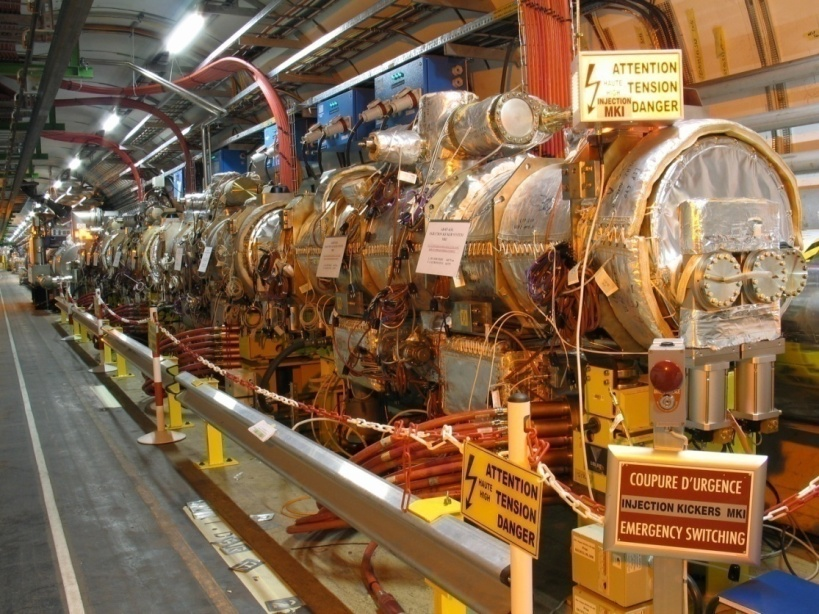 ATTENTION
HAUTE TENSION
HIGH
INJECTION DANGER
MKI
ATTENTION
HAUTE TENSION
HIGH
DANGER
COUPURE D'URGENCE
INJECTION KICKERS MKI
EMERGENCY SWITCHING